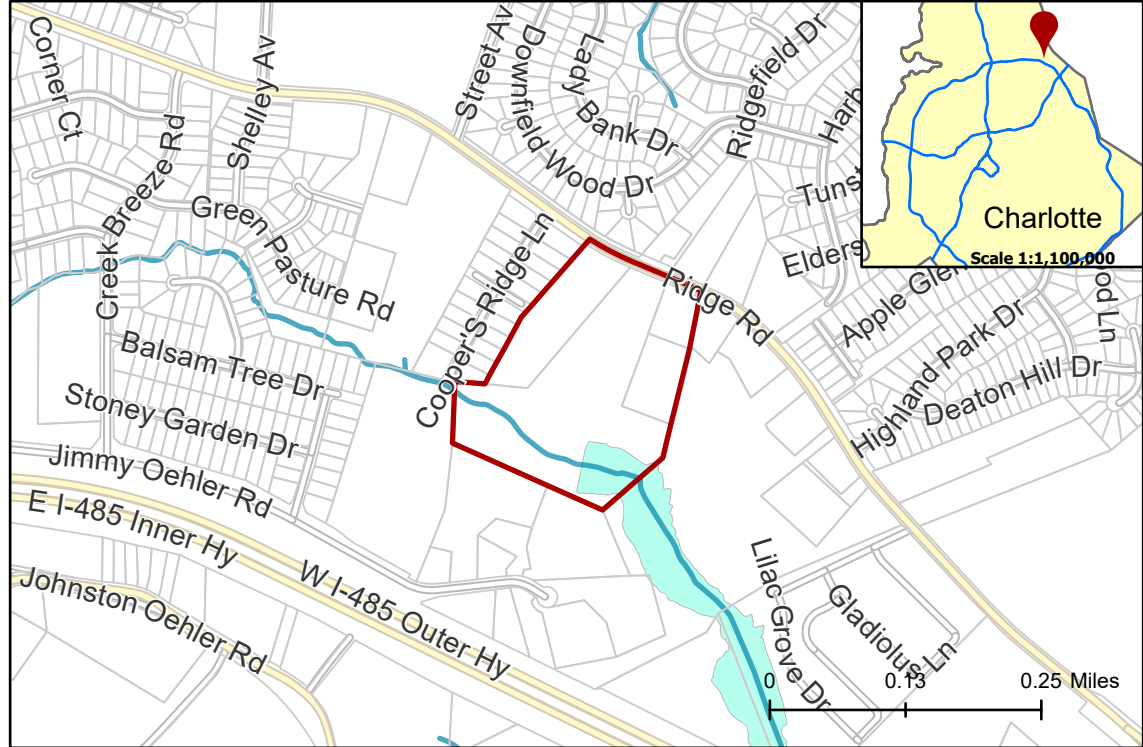 Corner Ct
Shelley Av
Creek Breeze Rd
Green Pasture Rd
Street Av
Downfield Wood Dr
Lady Bank Dr
Ridgefield Dr
Harb
Tunst
Elders
Charlotte
Scale 1:1,100,000
Cooper'S Ridge Ln
Ridge Rd
Apple Glen
Highland Park Dr
Deaton Hill Dr
ood Ln
Balsam Tree Dr
Stoney Garden Dr
Jimmy Oehler Rd
E I-485 Inner Hy
W I-485 Outer Hy
Johnston Oehler Rd
Lilac Grove Dr
Gladiolus Ln
0 0.13 0.25 Miles